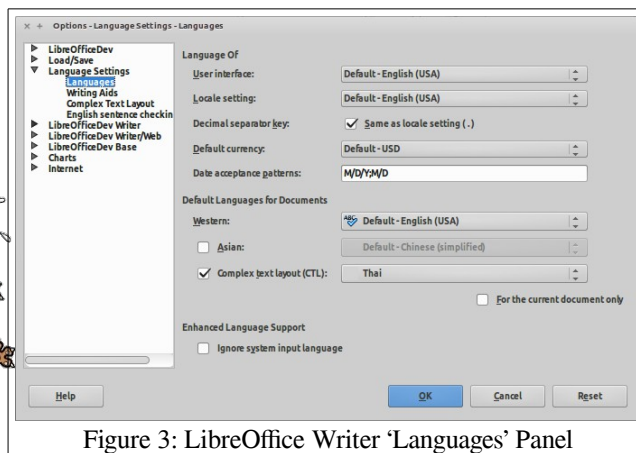 Options - Language Settings - Languages
LibreOfficeDev
Load/Save
Language Settings
Languages
Writing Aids
Complex Text Layout
English sentence checkin
LibreOfficeDev Writer
LibreOfficeDev Writer/Web
LibreOfficeDev Base
Charts
Internet
Language Of
User interface: Default - English (USA)
Locale setting: Default - English (USA)
Decimal separator key: Same as locale setting ( . )
Default currency: Default - USD
Date acceptance patterns: M/D/Y;M/D
Default Languages for Documents
Western: Default - English (USA)
Asian: Default - Chinese (simplified)
Complex text layout (CTL): Thai
For the current document only
Enhanced Language Support
Ignore system input language
Help OK Cancel Reset
Figure 3: LibreOffice Writer ‘Languages’ Panel